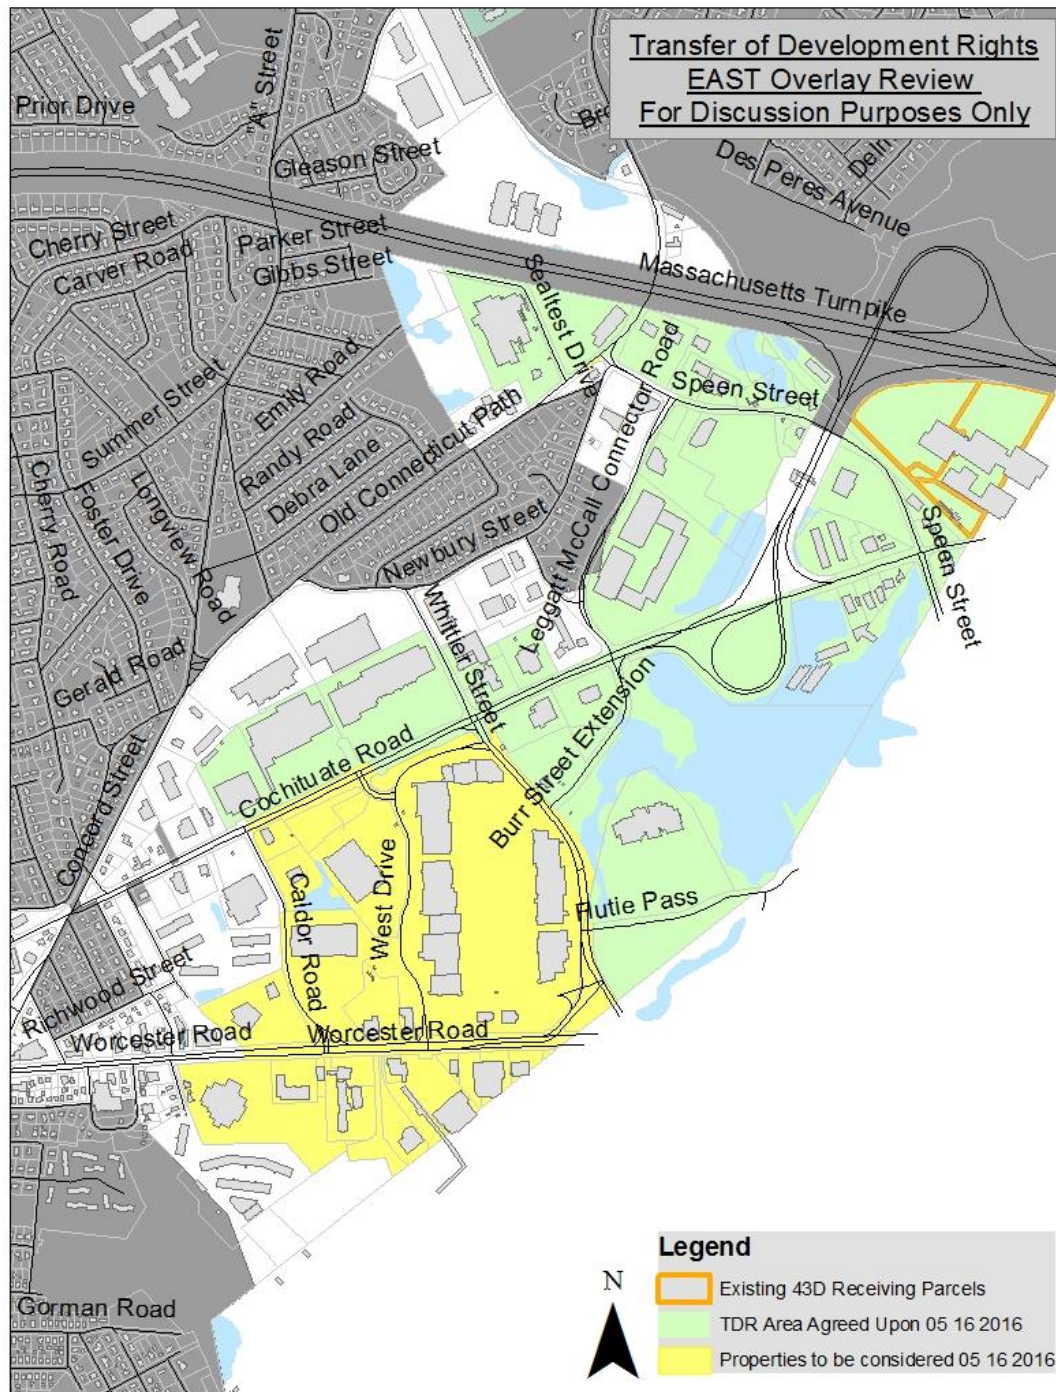 Transfer of Development Rights
EAST Overlay Review
For Discussion Purposes Only
Prior Drive
"A" Street
Gleason Street
Des Peres Avenue
Cherry Street
Parker Street
Carver Road
Gibbs Street
Massachusetts Turnpike
Sealtest Drive
Speen Street
Summer Street
Emily Road
Randy Road
Debra Lane
Old Connecticut Path
Leggatt McCall Connector Road
Cherry Road
Foster Drive
Longview Road
Newbury Street
Speen Street
Whittier Street
Gerald Road
Cochituate Road
Burr Street Extension
Concord Street
Caldor Road
West Drive
Flutie Pass
Richwood Street
Worcester Road
Worcester Road
Gorman Road
N
Legend
Existing 43D Receiving Parcels
TDR Area Agreed Upon 05 16 2016
Properties to be considered 05 16 2016